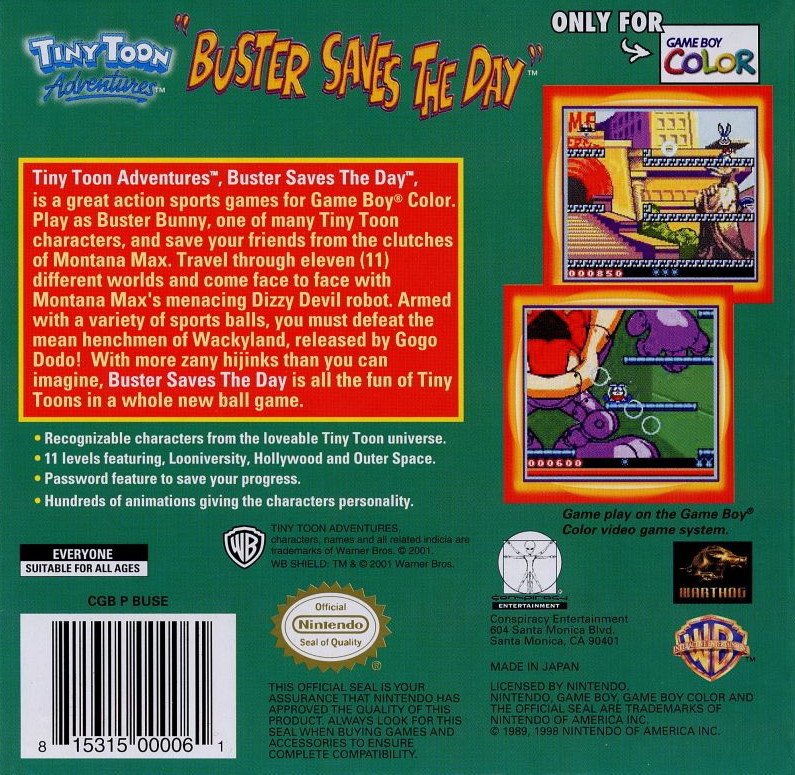 TINY TOON
Adventures™
"BUSTER SAVES THE DAY"™
ONLY FOR
GAME BOY
COLOR
Tiny Toon Adventures™, Buster Saves The Day™,
is a great action sports games for Game Boy® Color.
Play as Buster Bunny, one of many Tiny Toon
characters, and save your friends from the clutches
of Montana Max. Travel through eleven (11)
different worlds and come face to face with
Montana Max's menacing Dizzy Devil robot. Armed
with a variety of sports balls, you must defeat the
mean henchmen of Wackyland, released by Gogo
Dodo! With more zany hijinks than you can
imagine, Buster Saves The Day is all the fun of Tiny
Toons in a whole new ball game.
000850
000600
• Recognizable characters from the loveable Tiny Toon universe.
• 11 levels featuring, Looniversity, Hollywood and Outer Space.
• Password feature to save your progress.
• Hundreds of animations giving the characters personality.
Game play on the Game Boy®
Color video game system.
EVERYONE
SUITABLE FOR ALL AGES
WB
TINY TOON ADVENTURES,
characters, names and all related indicia are
trademarks of Warner Bros. © 2001.
WB SHIELD: TM & © 2001 Warner Bros.
CGB P BUSE
8 15315 00006 1
Official
Nintendo
Seal of Quality
®
THIS OFFICIAL SEAL IS YOUR
ASSURANCE THAT NINTENDO HAS
APPROVED THE QUALITY OF THIS
PRODUCT. ALWAYS LOOK FOR THIS
SEAL WHEN BUYING GAMES AND
ACCESSORIES TO ENSURE
COMPLETE COMPATIBILITY.
conspiracy
ENTERTAINMENT
Conspiracy Entertainment
604 Santa Monica Blvd.
Santa Monica, CA 90401
WARTHOG
WB
INTERACTIVE ENTERTAINMENT
TM
MADE IN JAPAN
LICENSED BY NINTENDO.
NINTENDO, GAME BOY, GAME BOY COLOR AND
THE OFFICIAL SEAL ARE TRADEMARKS OF
NINTENDO OF AMERICA INC.
© 1989, 1998 NINTENDO OF AMERICA INC.